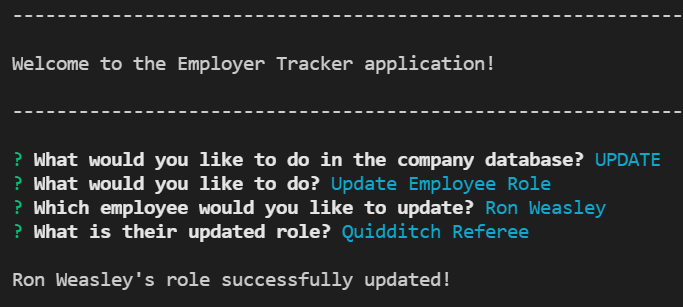 --------------------------------------------------------
Welcome to the Employer Tracker application!
--------------------------------------------------------
? What would you like to do in the company database? UPDATE
? What would you like to do? Update Employee Role
? Which employee would you like to update? Ron Weasley
? What is their updated role? Quidditch Referee
Ron Weasley's role successfully updated!